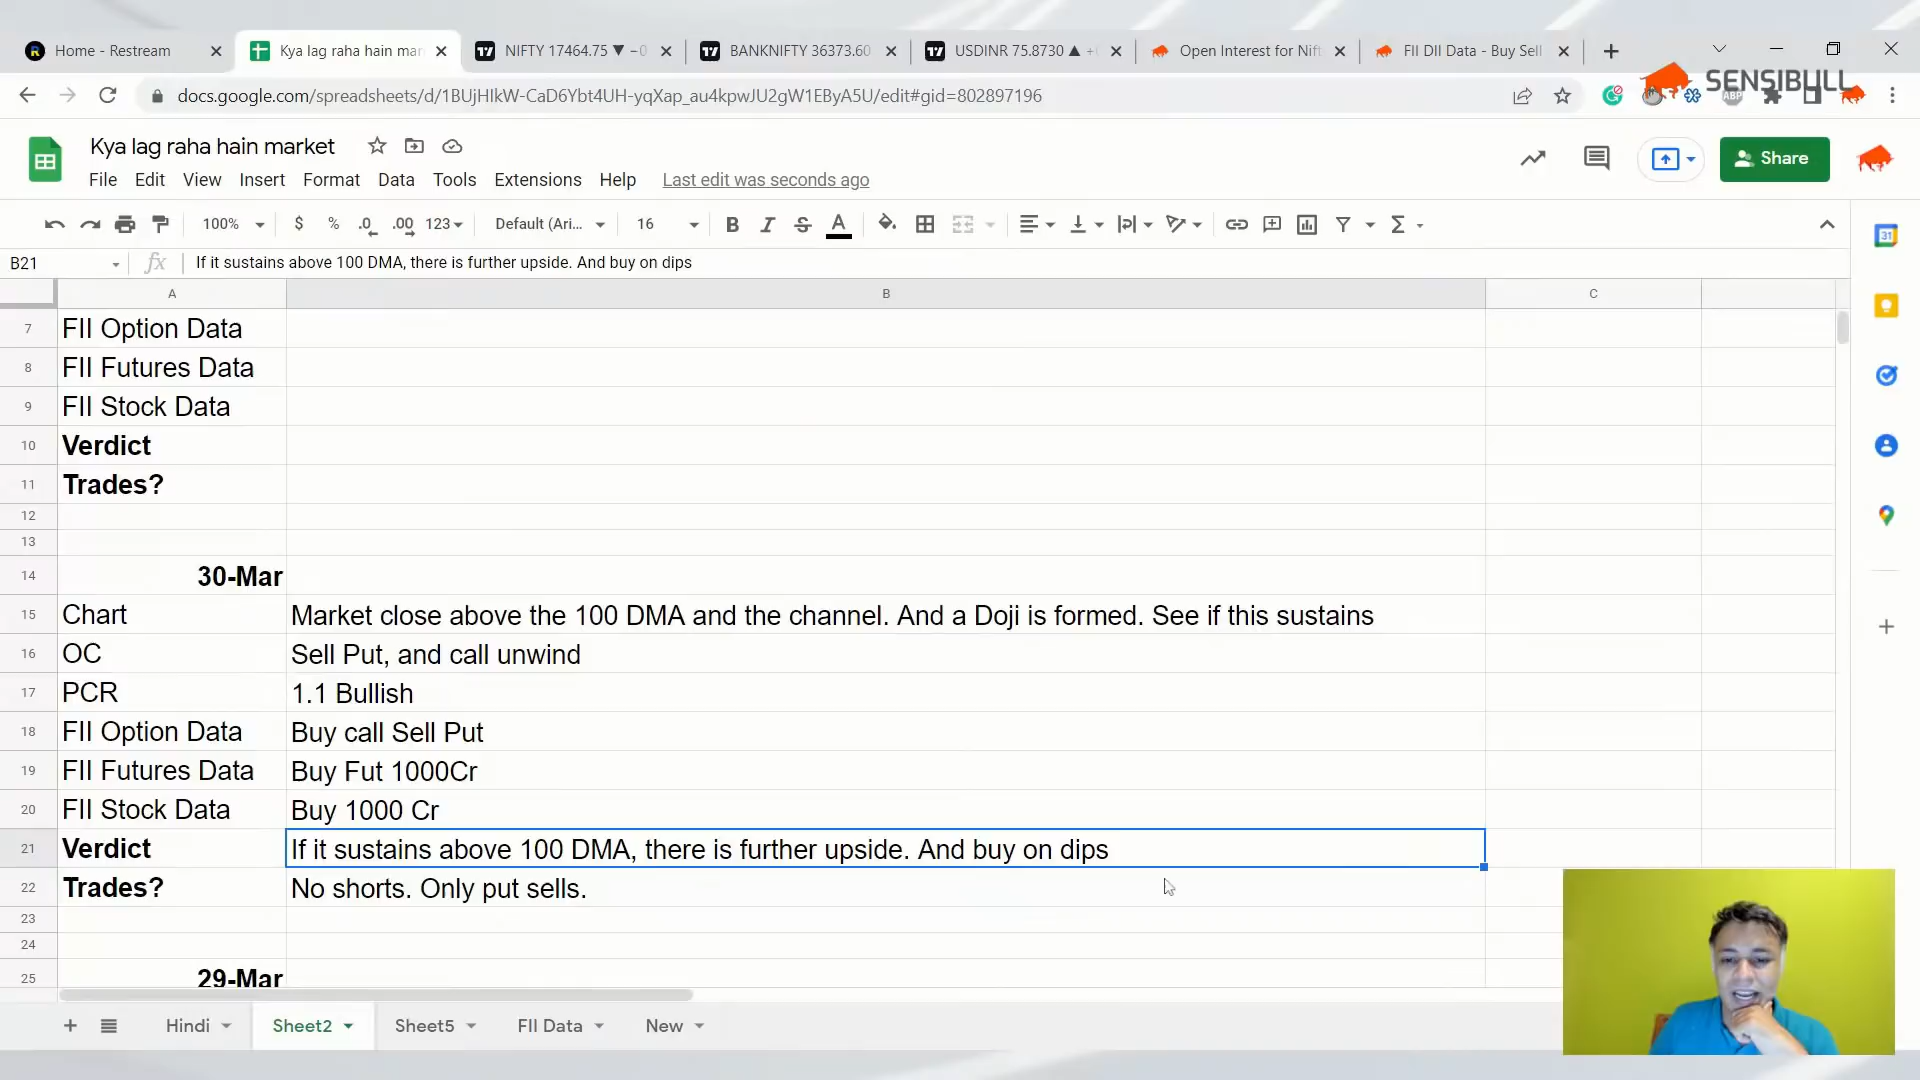 Home - Restream
Kya lag raha hain mar
NIFTY 17464.75 ▼ −0
BANKNIFTY 36373.60
USDINR 75.8730 ▲ +
Open Interest for Nift
FII DII Data - Buy Sell
SENSIBULL
docs.google.com/spreadsheets/d/1BUjHIkW-CaD6Ybt4UH-yqXap_au4kpwJU2gW1EByA5U/edit#gid=802897196
ABP
Kya lag raha hain market
File Edit View Insert Format Data Tools Extensions Help Last edit was seconds ago
Share
100% $ % .0 .00 123 Default (Ari... 16 B I S A
B21 fx If it sustains above 100 DMA, there is further upside. And buy on dips
31
A B C
7 FII Option Data
8 FII Futures Data
9 FII Stock Data
10 Verdict
11 Trades?
12
13
14 30-Mar
15 Chart Market close above the 100 DMA and the channel. And a Doji is formed. See if this sustains
16 OC Sell Put, and call unwind
17 PCR 1.1 Bullish
18 FII Option Data Buy call Sell Put
19 FII Futures Data Buy Fut 1000Cr
20 FII Stock Data Buy 1000 Cr
21 Verdict If it sustains above 100 DMA, there is further upside. And buy on dips
22 Trades? No shorts. Only put sells.
23
24
25 29-Mar
Hindi Sheet2 Sheet5 FII Data New